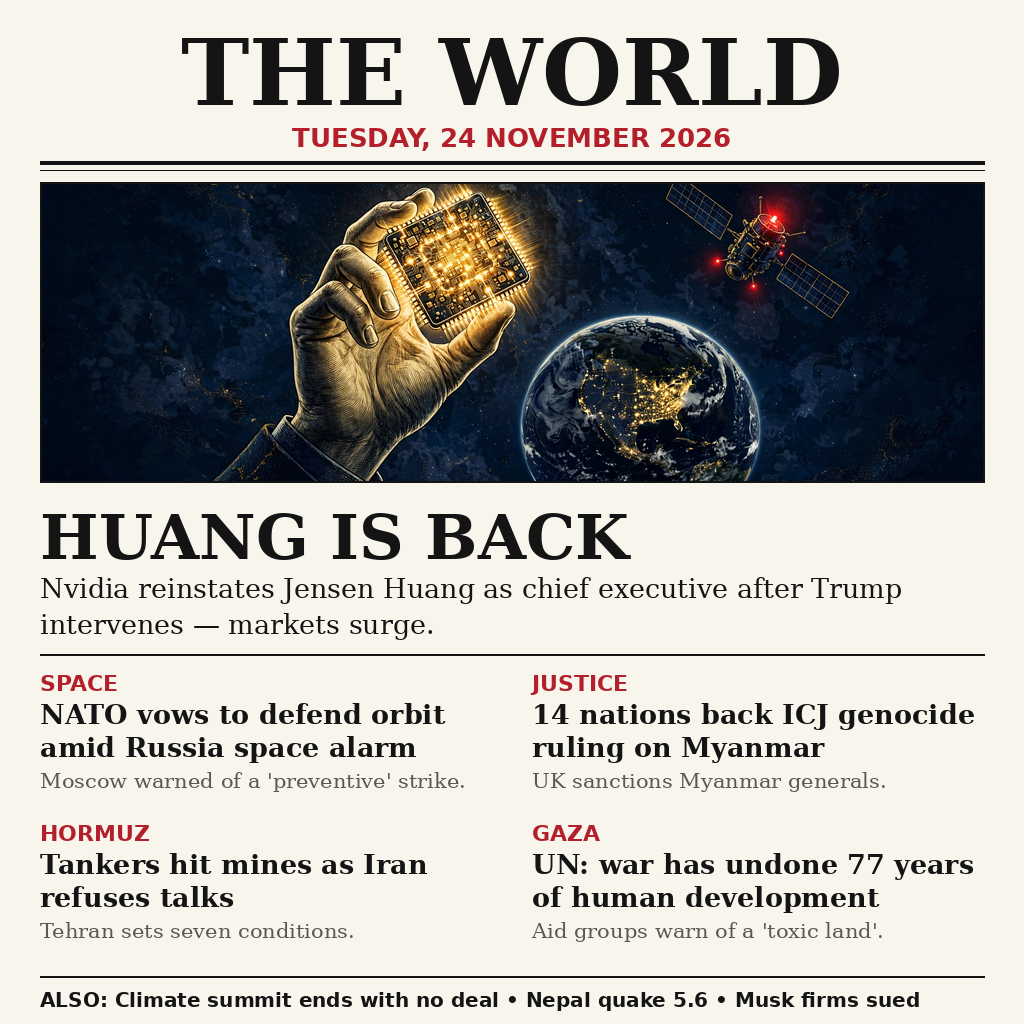 THE WORLD
TUESDAY, 24 NOVEMBER 2026
HUANG IS BACK
Nvidia reinstates Jensen Huang as chief executive after Trump
intervenes — markets surge.
SPACE
NATO vows to defend orbit
amid Russia space alarm
Moscow warned of a 'preventive' strike.
JUSTICE
14 nations back ICJ genocide
ruling on Myanmar
UK sanctions Myanmar generals.
HORMUZ
Tankers hit mines as Iran
refuses talks
Tehran sets seven conditions.
GAZA
UN: war has undone 77 years
of human development
Aid groups warn of a 'toxic land'.
ALSO: Climate summit ends with no deal • Nepal quake 5.6 • Musk firms sued